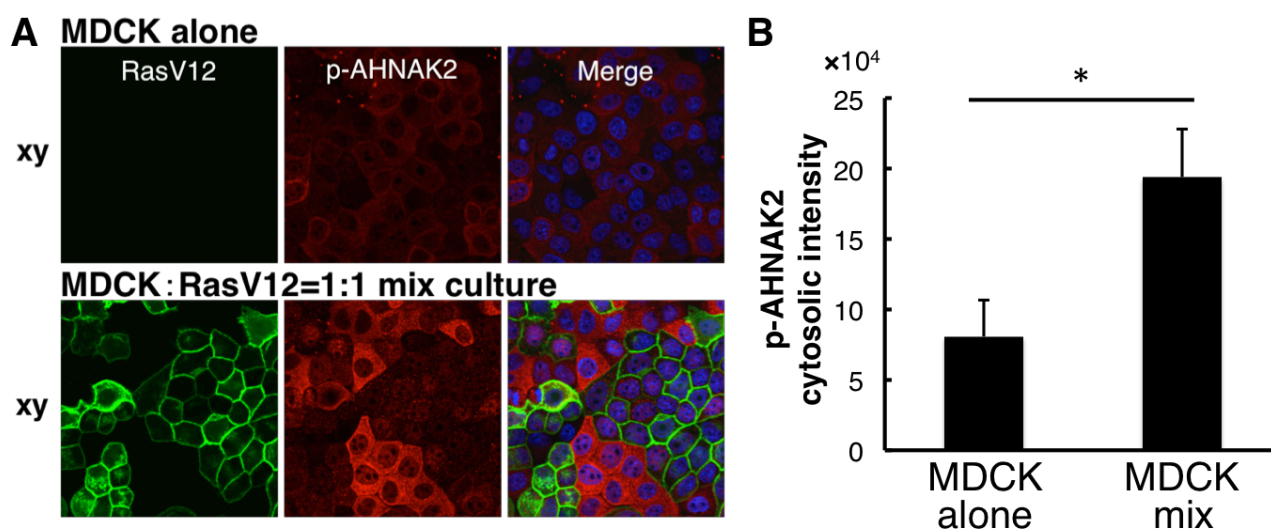 A
MDCK alone
RasV12
p-AHNAK2
Merge
xy
MDCK:RasV12=1:1 mix culture
xy
B
×10⁴
*
25
20
15
10
5
0
p-AHNAK2
cytosolic intensity
MDCK
alone
MDCK
mix